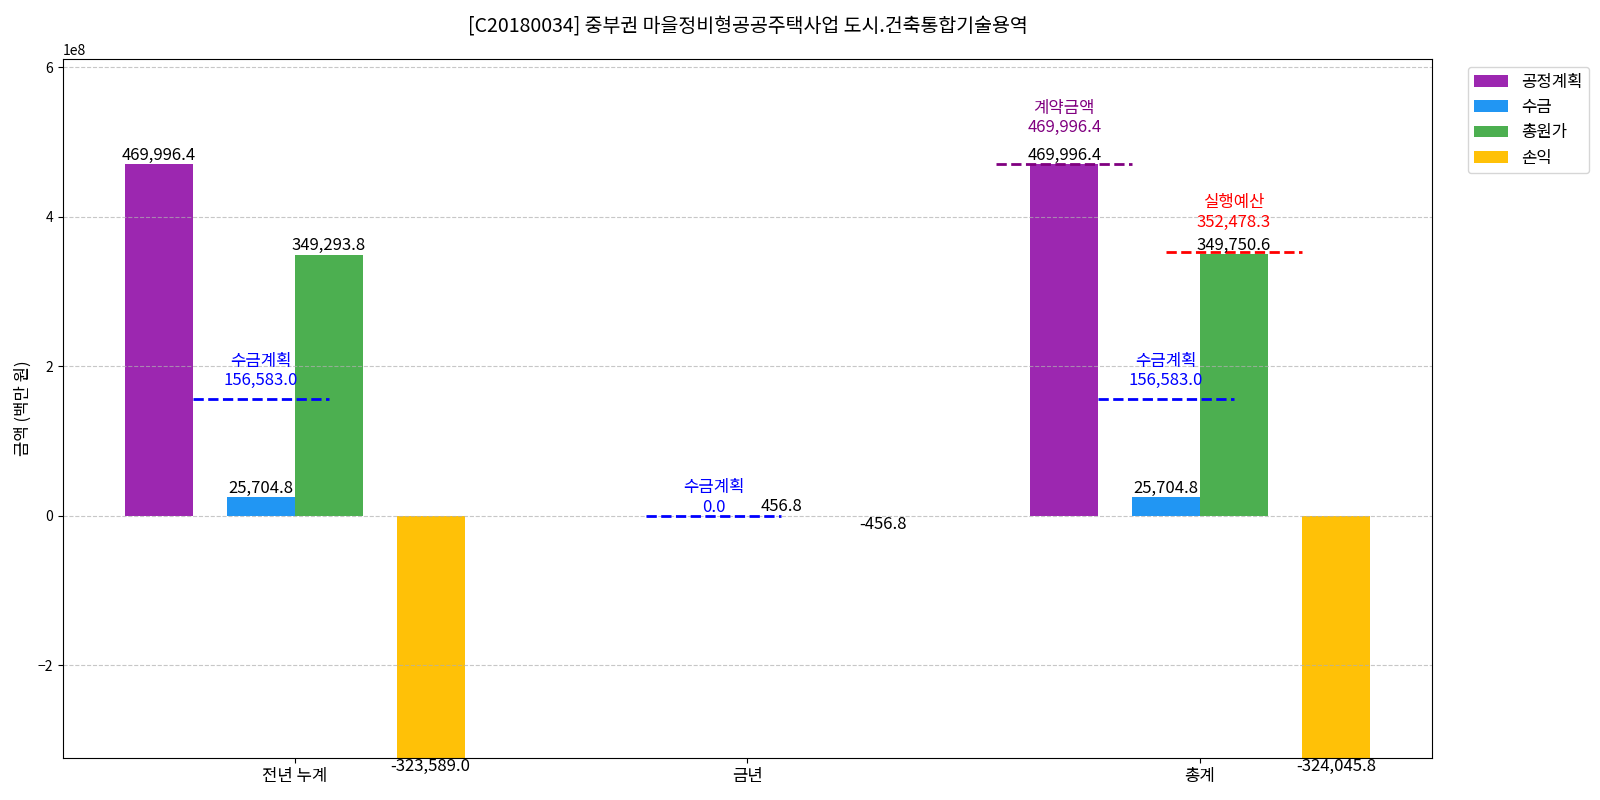 [C20180034] 중부권 마을정비형공공주택사업 도시.건축통합기술용역
1e8
6
4
2
0
−2
금액 (백만 원)
469,996.4
수금계획
156,583.0
25,704.8
349,293.8
-323,589.0
수금계획
0.0
456.8
-456.8
계약금액
469,996.4
469,996.4
수금계획
156,583.0
25,704.8
실행예산
352,478.3
349,750.6
-324,045.8
전년 누계
금년
총계
공정계획
수금
총원가
손익